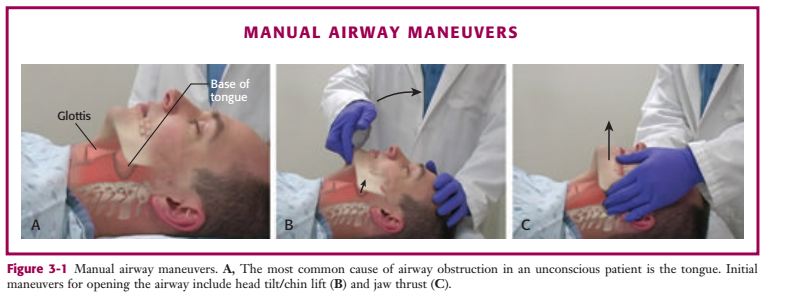 MANUAL AIRWAY MANEUVERS
Base of
tongue
Glottis
A
B
C
Figure 3-1 Manual airway maneuvers. A, The most common cause of airway obstruction in an unconscious patient is the tongue. Initial
maneuvers for opening the airway include head tilt/chin lift (B) and jaw thrust (C).